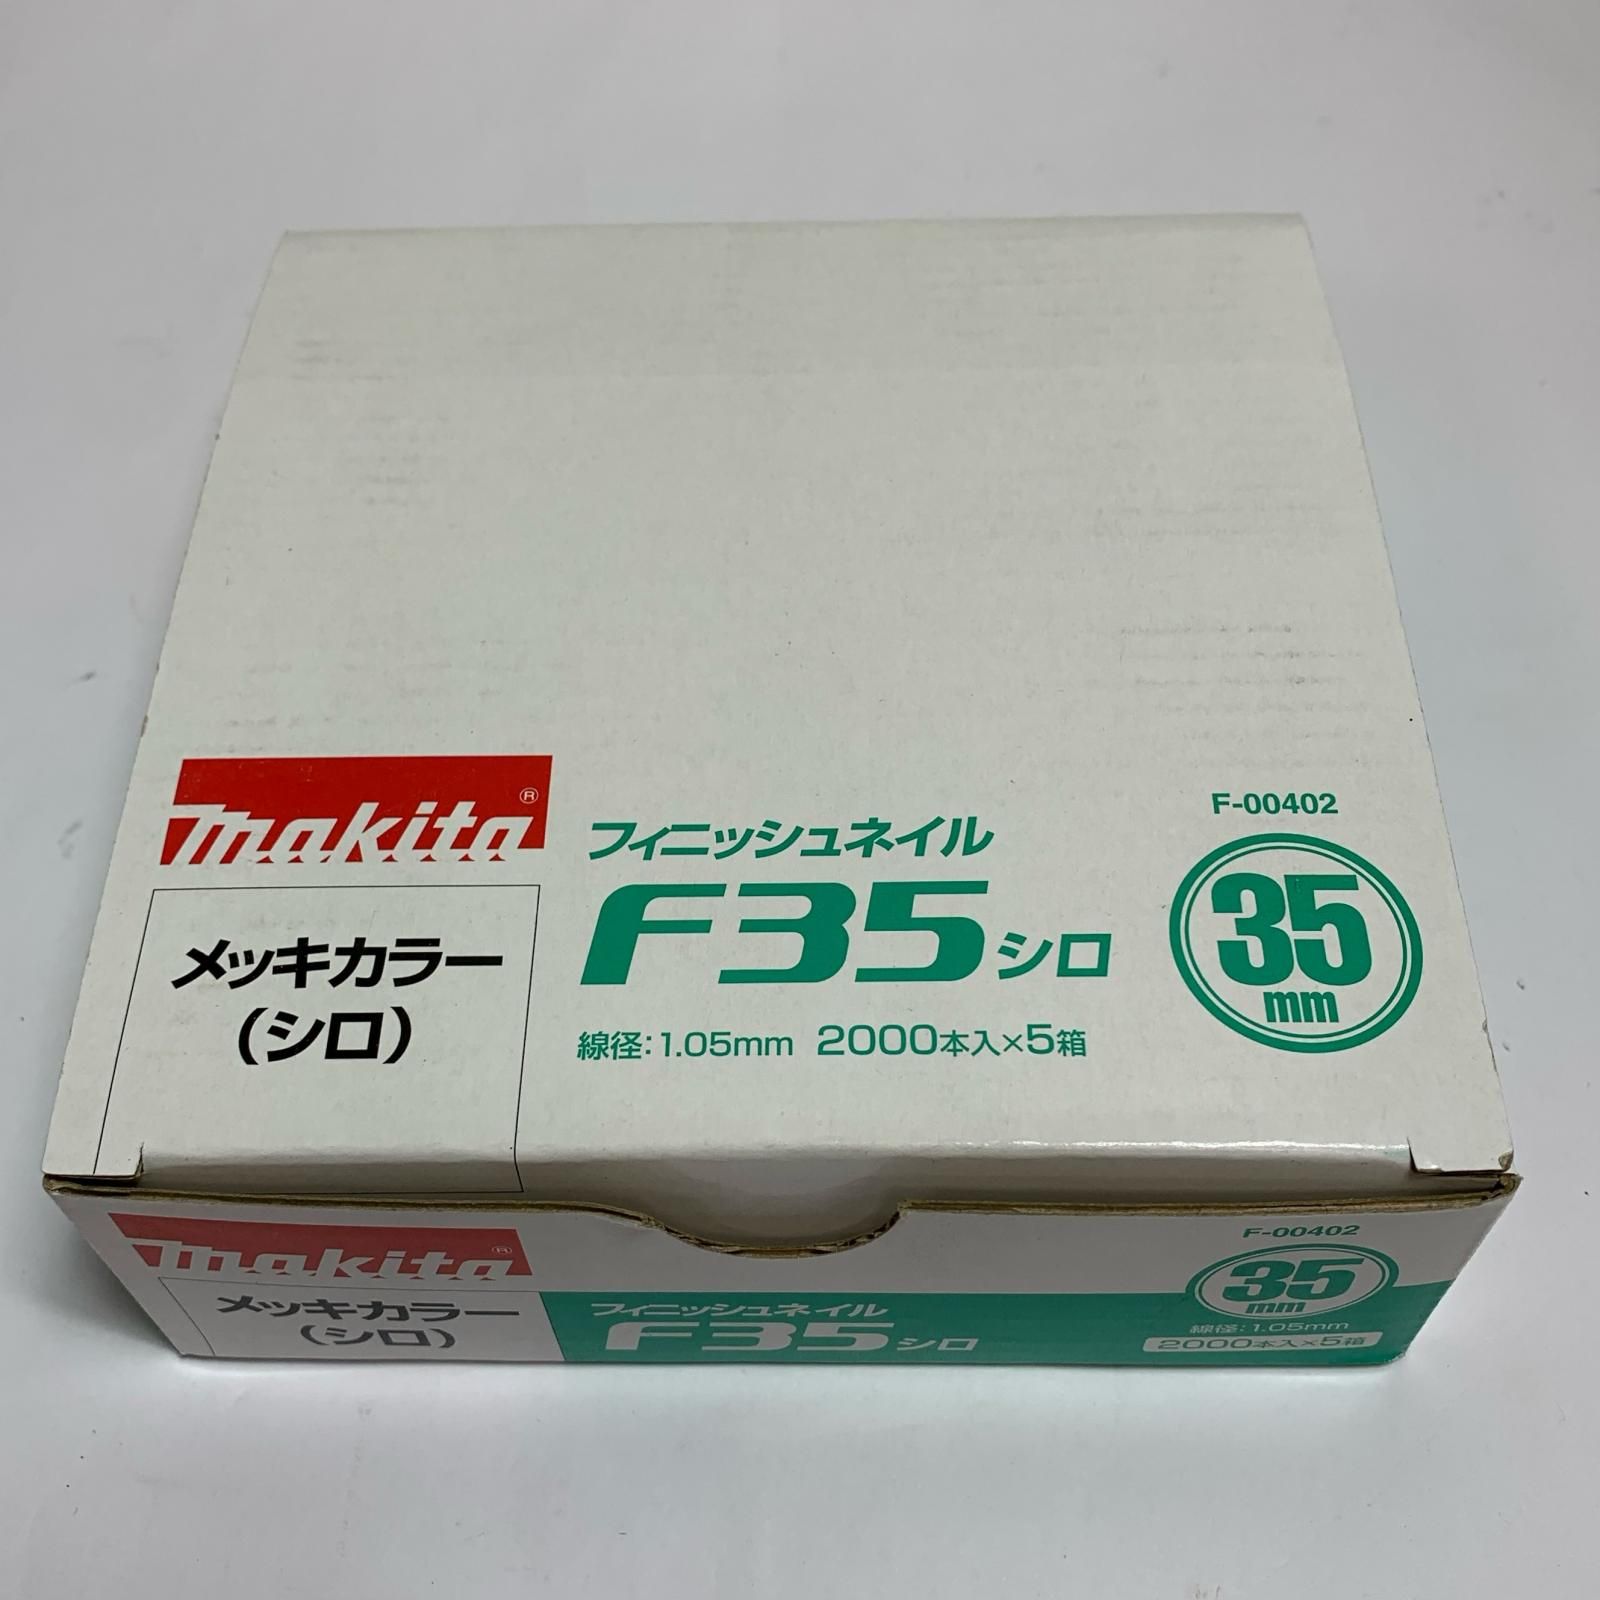 makita®
メッキカラー
(シロ)
フィニッシュネイル
F35シロ
線径:1.05mm 2000本入×5箱
F-00402
35
mm
makita®
メッキカラー
(シロ)
フィニッシュネイル
F35シロ
F-00402
35
mm
線径:1.05mm
2000本入×5箱